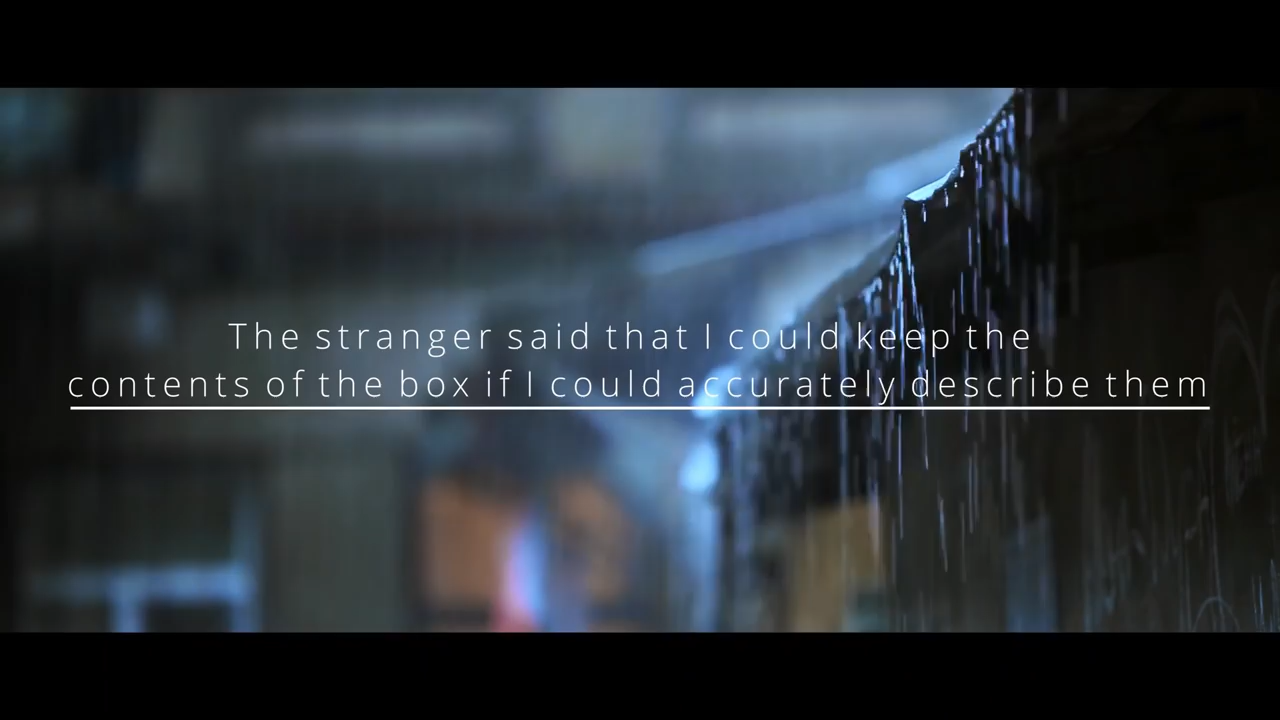 The stranger said that I could keep the
contents of the box if I could accurately describe them